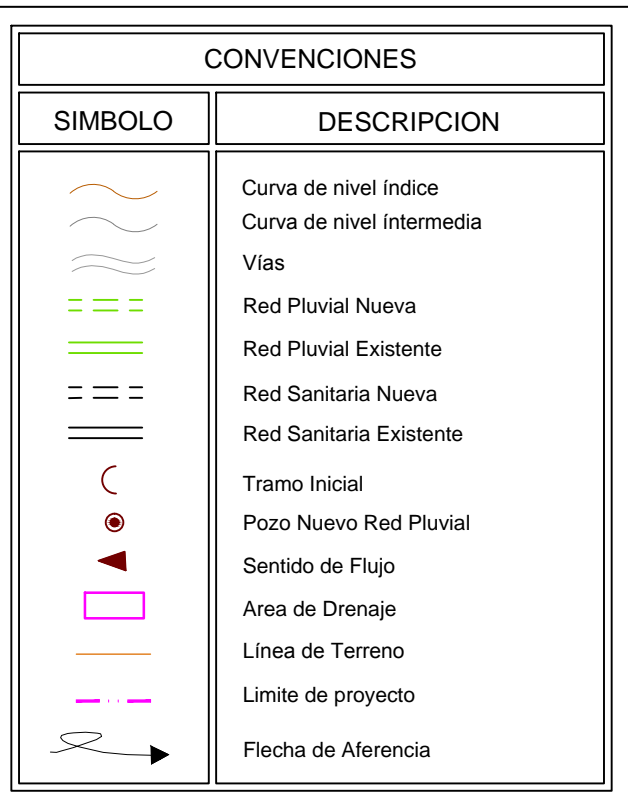 CONVENCIONES
SIMBOLO
DESCRIPCION
Curva de nivel índice
Curva de nivel íntermedia
Vías
Red Pluvial Nueva
Red Pluvial Existente
Red Sanitaria Nueva
Red Sanitaria Existente
Tramo Inicial
Pozo Nuevo Red Pluvial
Sentido de Flujo
Area de Drenaje
Línea de Terreno
Limite de proyecto
Flecha de Aferencia